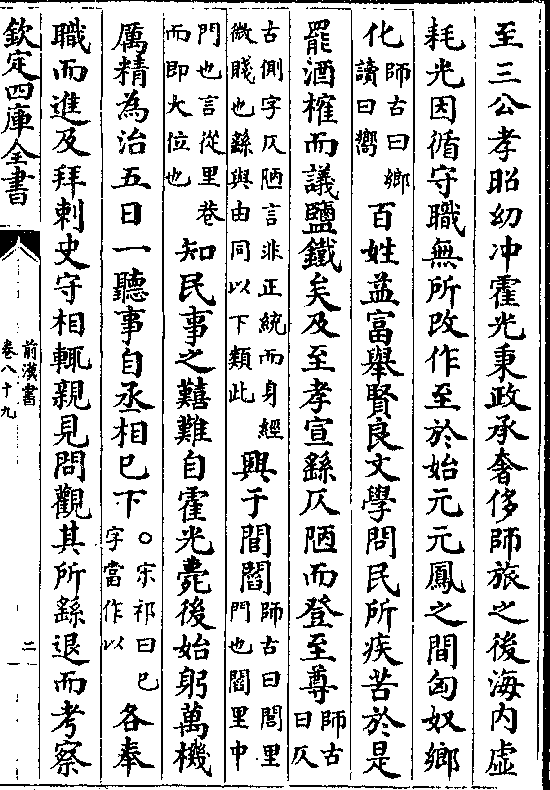 至三公孝昭幼冲霍光秉政承奢侈師旅之後海内虚
耗光因循守職無所改作至於始元元鳳之間匈奴鄉
化師古曰鄉讀曰嚮百姓益富舉賢良文學問民所疾苦於是
罷酒榷而議鹽鐵矣及至孝宣繇仄陋而登至尊師古曰仄
古側字仄陋言非正統而身經微賤也繇與由同以下類此興于閭閻師古曰閭里門也閻里中
門也言從里巷而即大位也知民事之囏難自霍光薨後始躬萬機
厲精為治五日一聽事自丞相已下○宋祁曰已字當作以各奉
職而進及拜刺史守相輒親見問觀其所繇退而考察
欽定四庫全書
前漢書
卷八十九
二